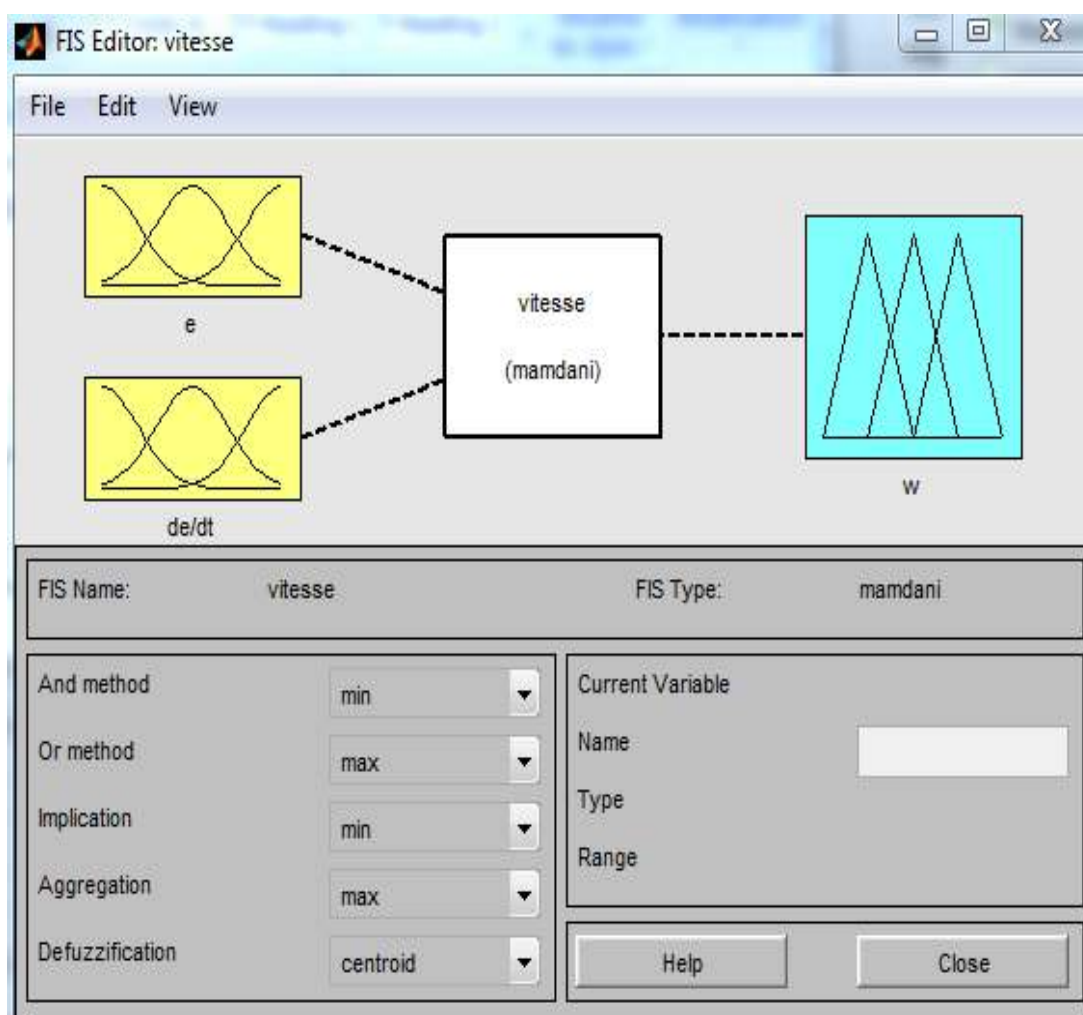 FIS Editor: vitesse
File Edit View
e
de/dt
vitesse
(mamdani)
w
FIS Name: vitesse FIS Type: mamdani
And method min
Or method max
Implication min
Aggregation max
Defuzzification centroid
Current Variable
Name
Type
Range
Help Close